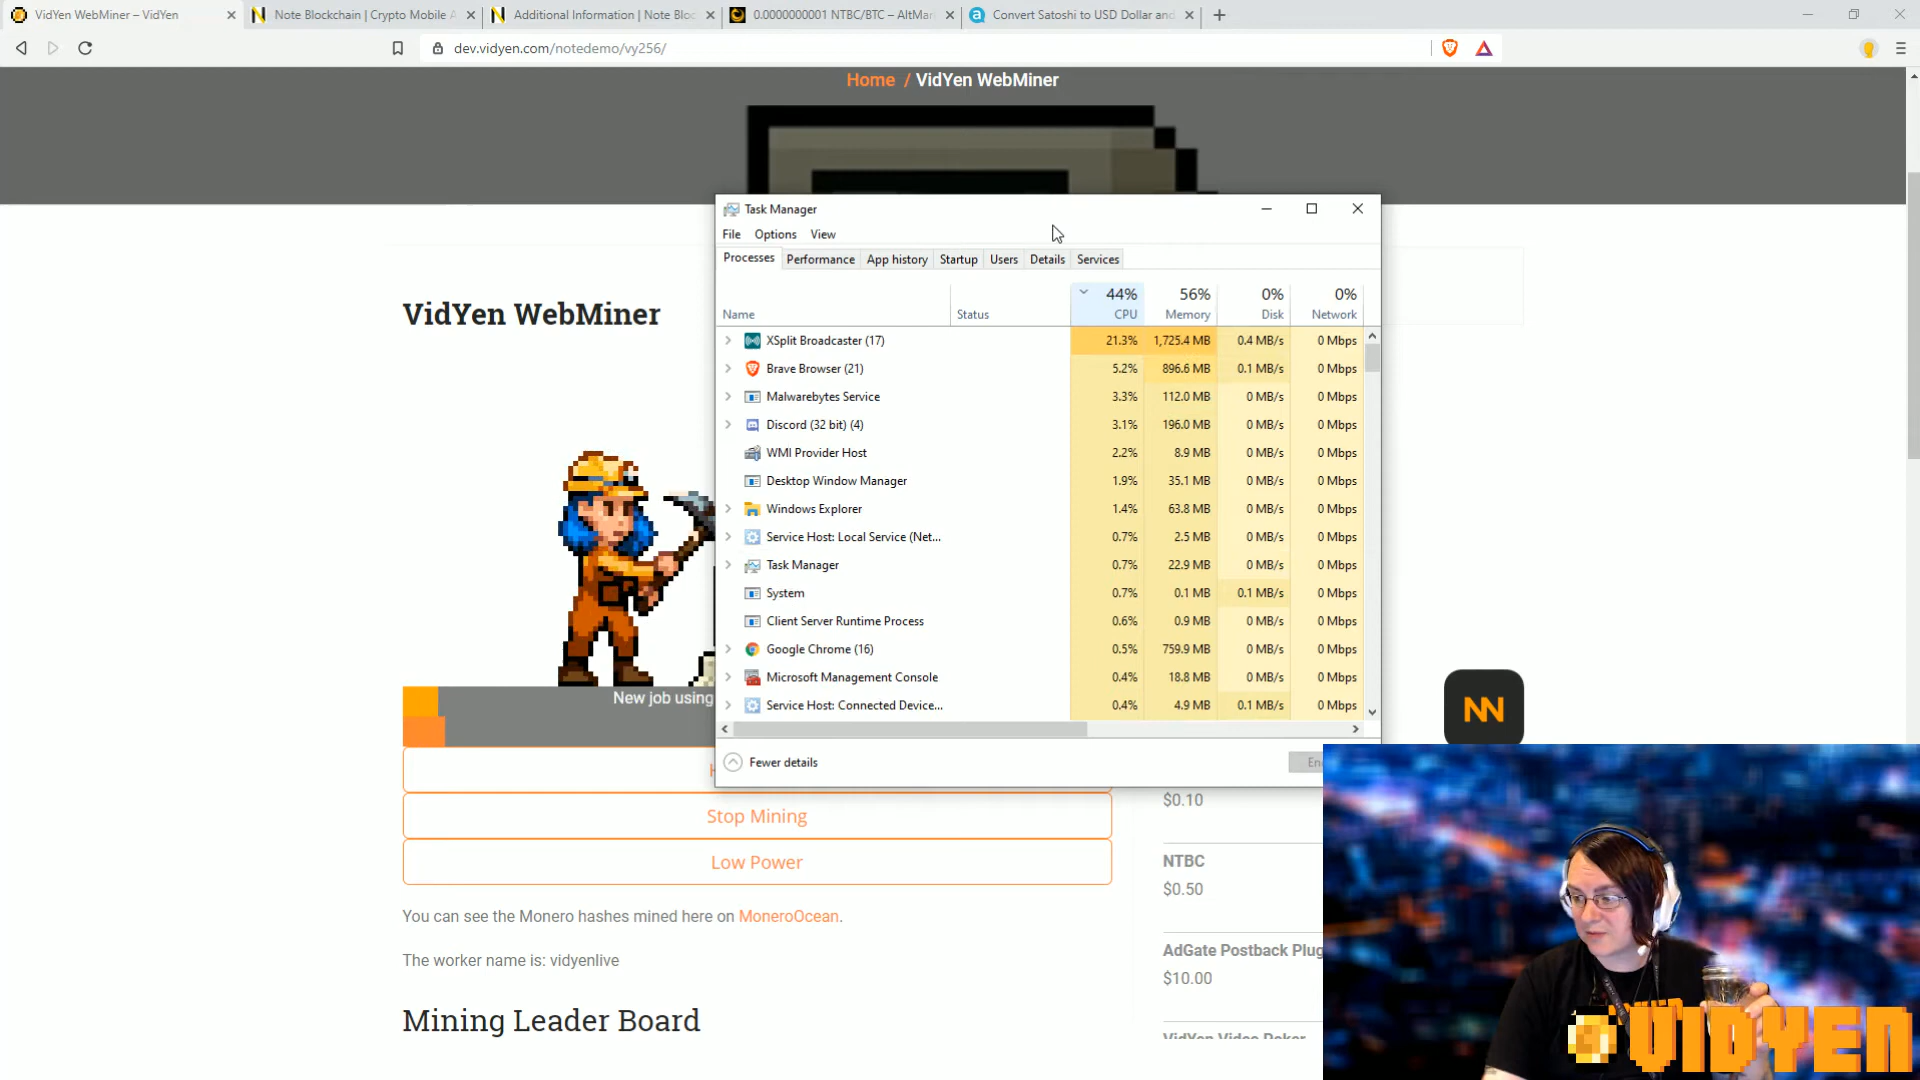 VidYen WebMiner – VidYen
Note Blockchain | Crypto Mobile A
Additional Information | Note Bloc
0.0000000001 NTBC/BTC – AltMar
Convert Satoshi to USD Dollar and
dev.vidyen.com/notedemo/vy256/
Home / VidYen WebMiner
VidYen WebMiner
Task Manager
File Options View
Processes Performance App history Startup Users Details Services
44% 56% 0% 0%
Name Status CPU Memory Disk Network
XSplit Broadcaster (17) 21.3% 1,725.4 MB 0.4 MB/s 0 Mbps
Brave Browser (21) 5.2% 896.6 MB 0.1 MB/s 0 Mbps
Malwarebytes Service 3.3% 112.0 MB 0 MB/s 0 Mbps
Discord (32 bit) (4) 3.1% 196.0 MB 0 MB/s 0 Mbps
WMI Provider Host 2.2% 8.9 MB 0 MB/s 0 Mbps
Desktop Window Manager 1.9% 35.1 MB 0 MB/s 0 Mbps
Windows Explorer 1.4% 63.8 MB 0 MB/s 0 Mbps
Service Host: Local Service (Net... 0.7% 2.5 MB 0 MB/s 0 Mbps
Task Manager 0.7% 22.9 MB 0 MB/s 0 Mbps
System 0.7% 0.1 MB 0.1 MB/s 0 Mbps
Client Server Runtime Process 0.6% 0.9 MB 0 MB/s 0 Mbps
Google Chrome (16) 0.5% 759.9 MB 0 MB/s 0 Mbps
Microsoft Management Console 0.4% 18.8 MB 0 MB/s 0 Mbps
Service Host: Connected Device... 0.4% 4.9 MB 0.1 MB/s 0 Mbps
Fewer details
New job using
Stop Mining
Low Power
You can see the Monero hashes mined here on MoneroOcean.
The worker name is: vidyenlive
Mining Leader Board
$0.10
NTBC
$0.50
AdGate Postback Plug
$10.00
VidYen Video Poker
VIDYEN